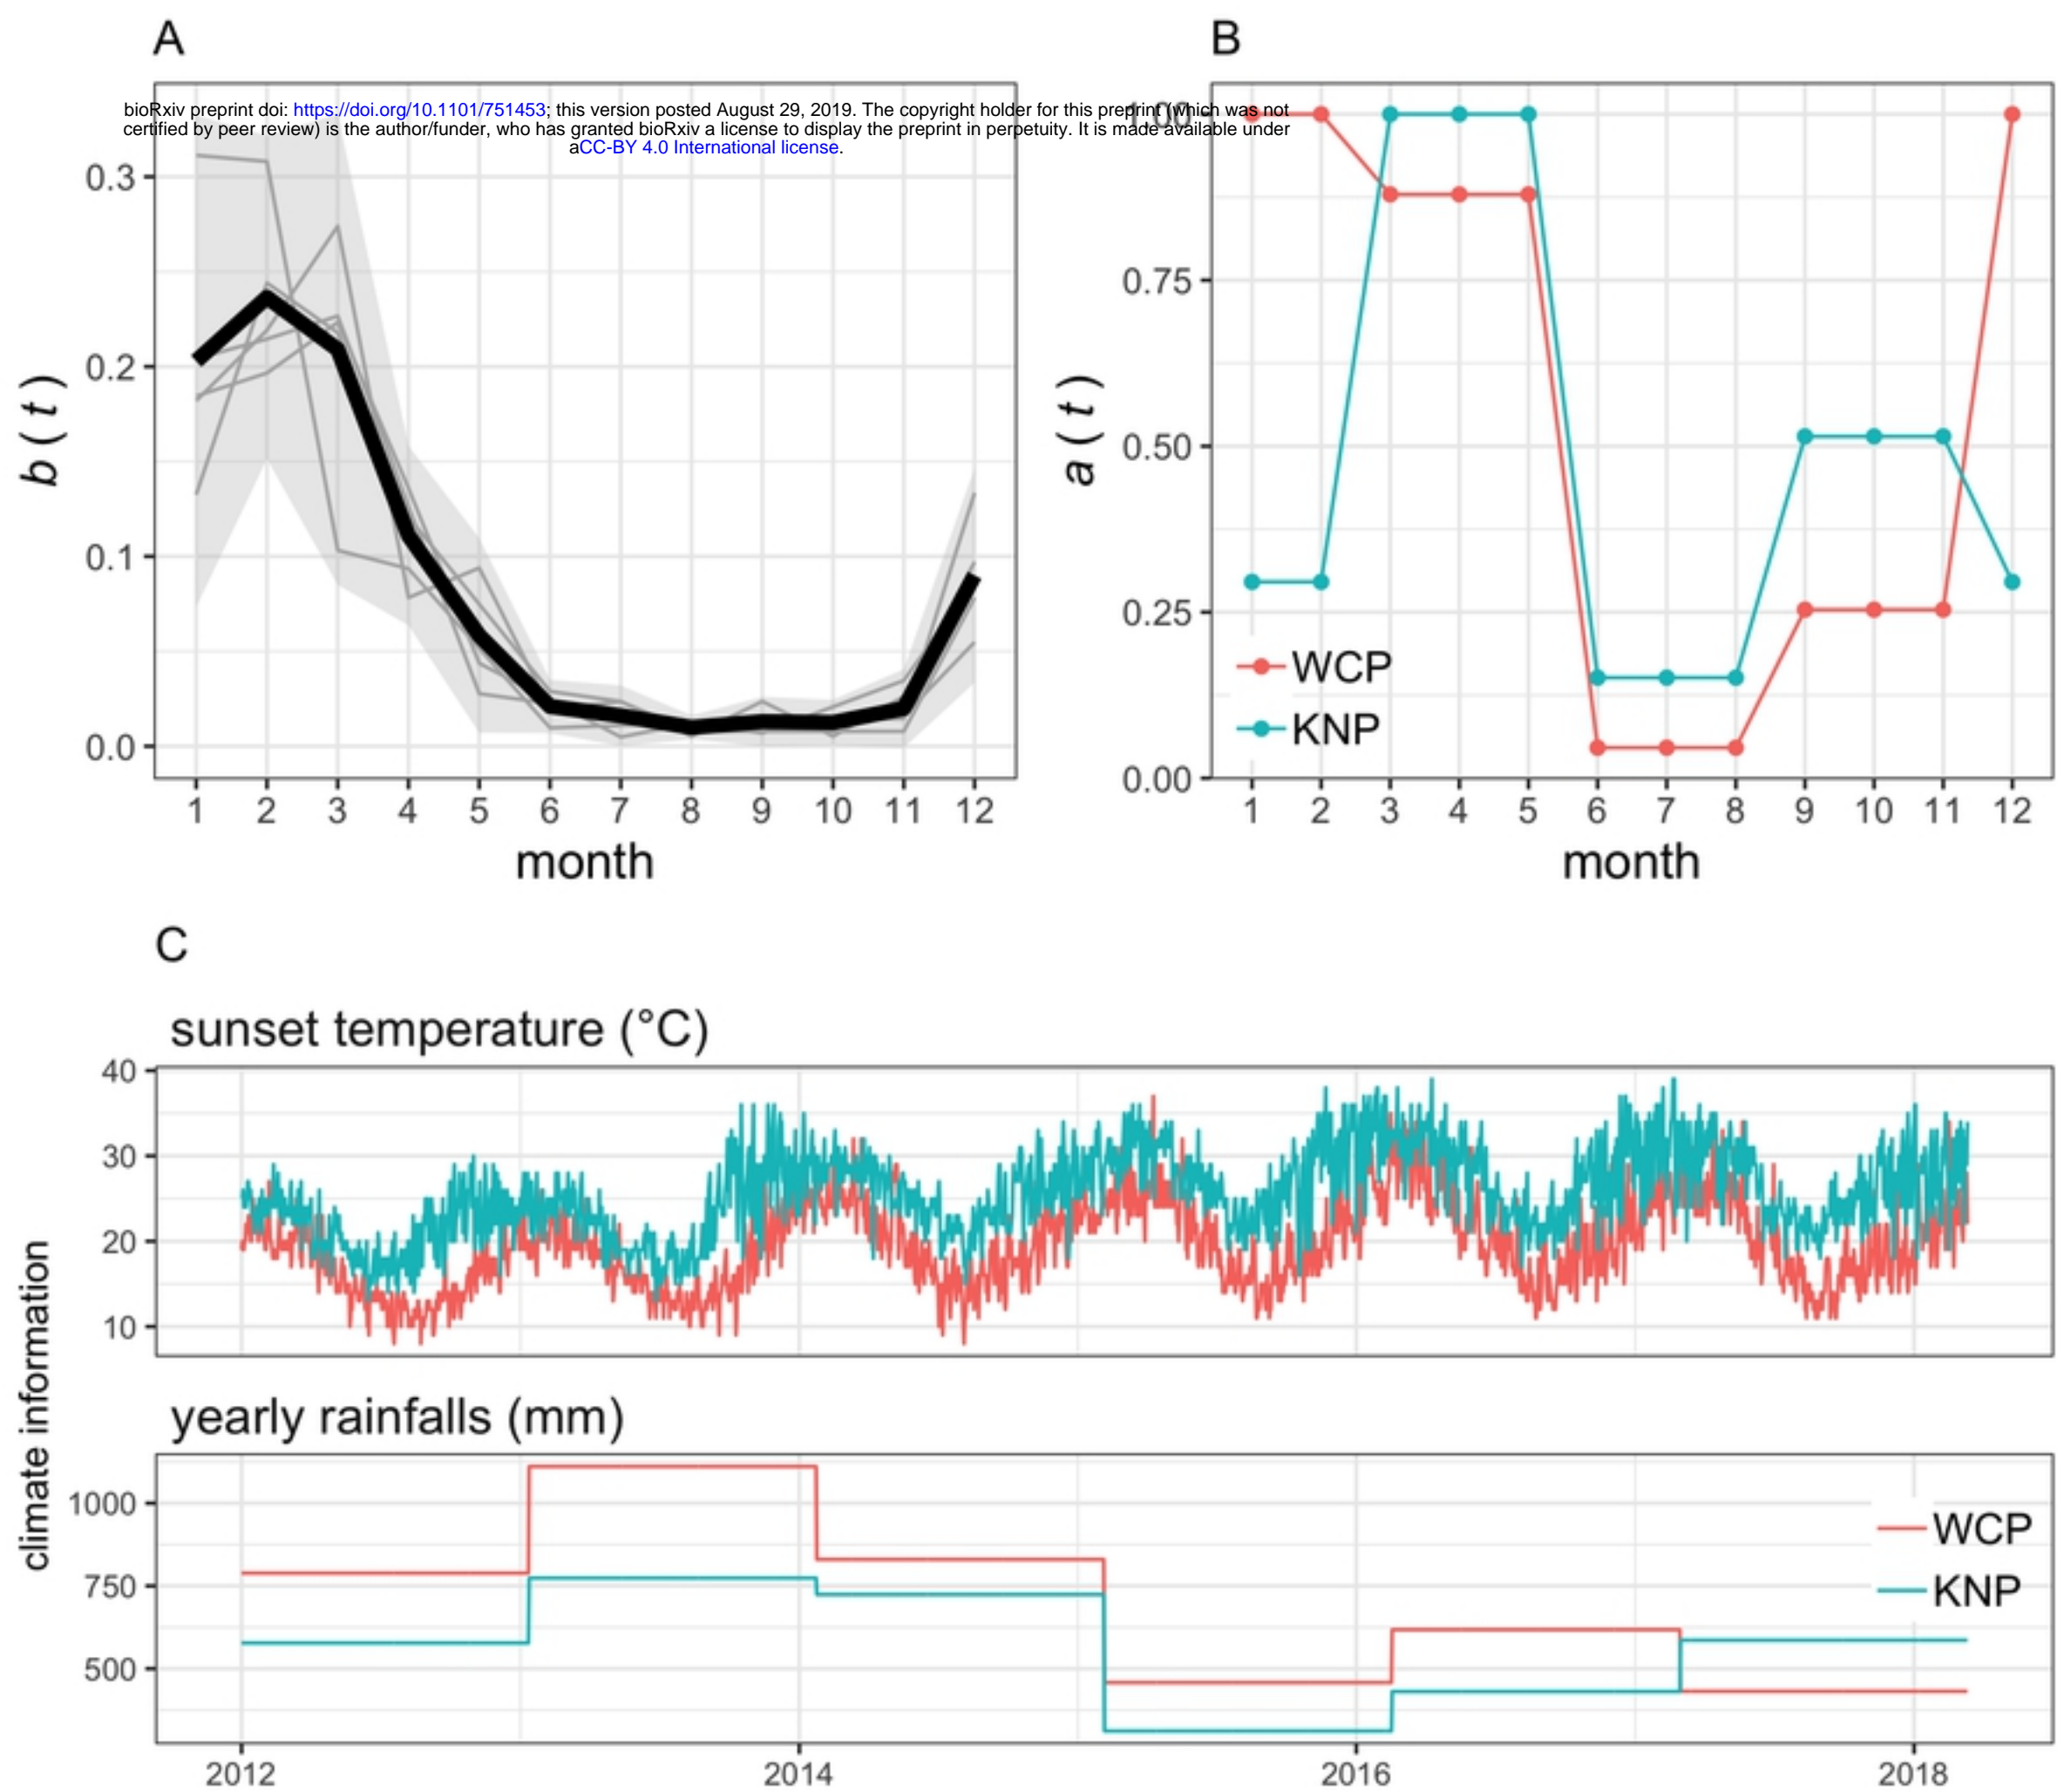 A
B
bioRxiv preprint doi: https://doi.org/10.1101/751453; this version posted August 29, 2019. The copyright holder for this preprint (which was not
certified by peer review) is the author/funder, who has granted bioRxiv a license to display the preprint in perpetuity. It is made available under
aCC-BY 4.0 International license.
0.3
0.2
0.1
0.0
b ( t )
1 2 3 4 5 6 7 8 9 10 11 12
month
1.00
0.75
0.50
0.25
0.00
a ( t )
WCP
KNP
1 2 3 4 5 6 7 8 9 10 11 12
month
C
climate information
sunset temperature (°C)
40
30
20
10
yearly rainfalls (mm)
1000
750
500
WCP
KNP
2012 2014 2016 2018